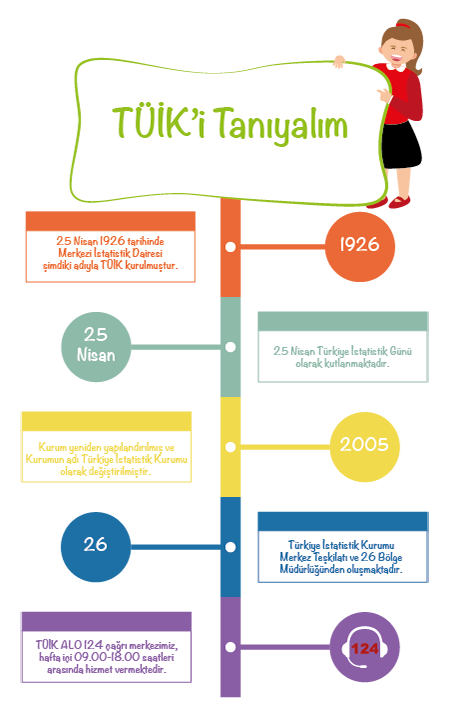 TÜİK'i Tanıyalım
25 Nisan 1926 tarihinde
Merkezi İstatistik Dairesi
şimdiki adıyla TÜİK kurulmuştur.
1926
25
Nisan
25 Nisan Türkiye İstatistik Günü
olarak kutlanmaktadır.
Kurum yeniden yapılandırılmış ve
Kurumun adı Türkiye İstatistik Kurumu
olarak değiştirilmiştir.
2005
26
Türkiye İstatistik Kurumu
Merkez Teşkilatı ve 26 Bölge
Müdürlüğünden oluşmaktadır.
TÜİK ALO 124 çağrı merkezimiz,
hafta içi 09.00-18.00 saatleri
arasında hizmet vermektedir.
124